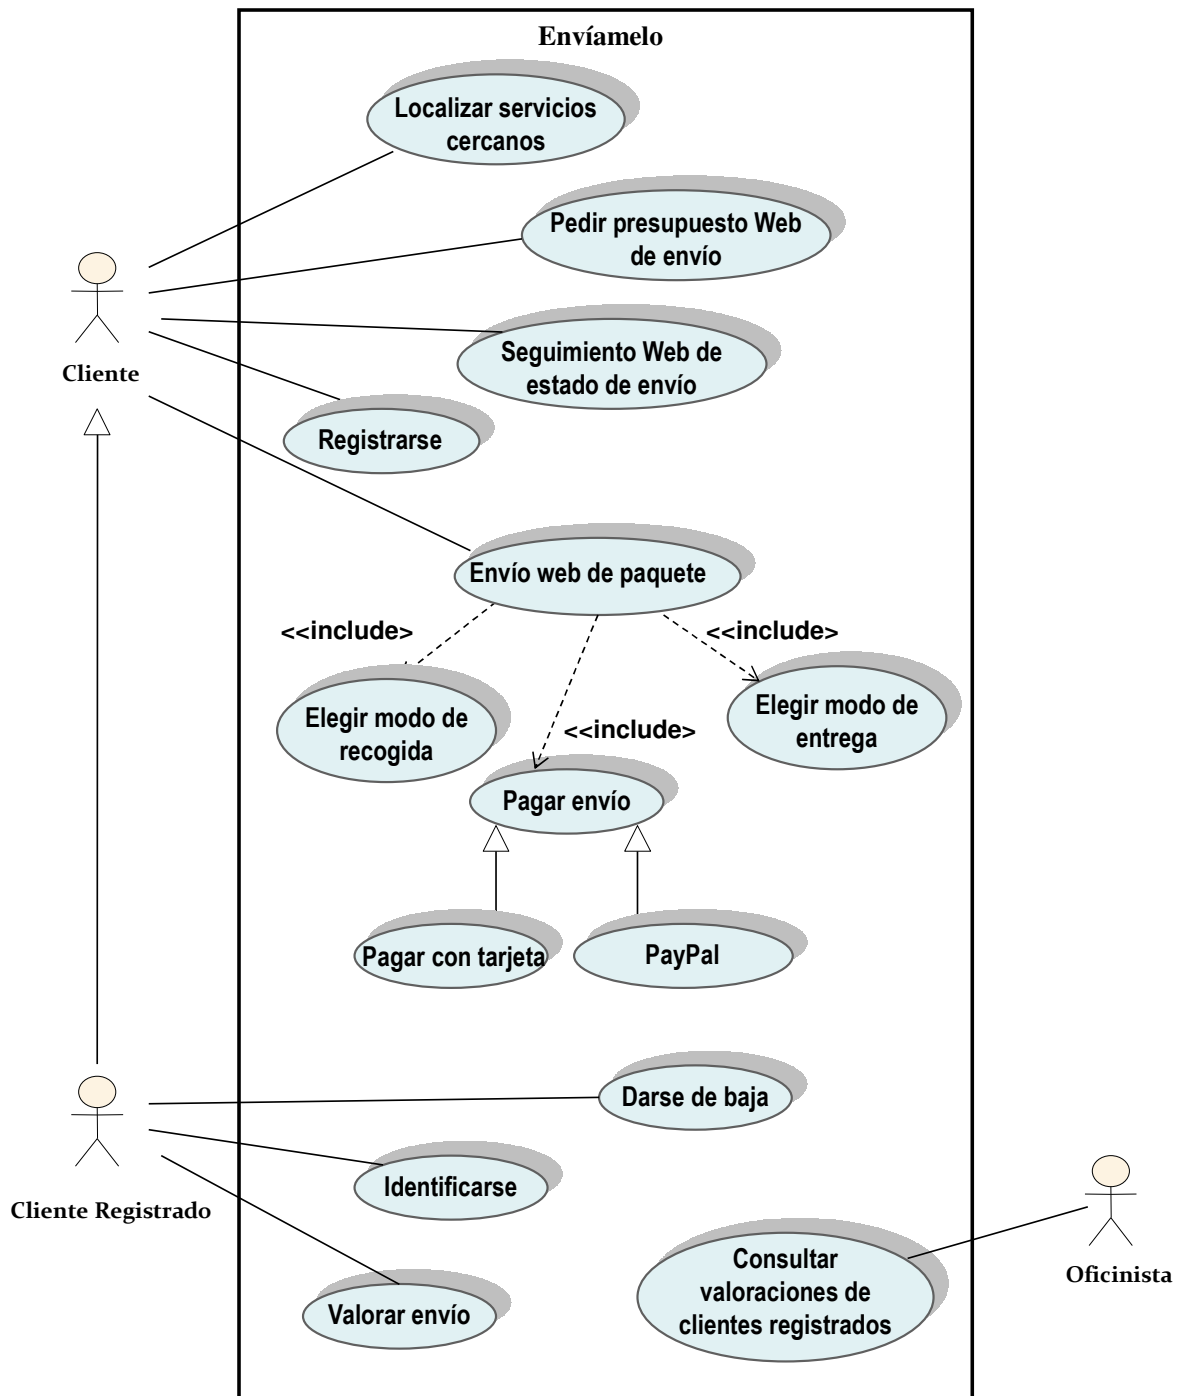 Envíamelo
Localizar servicios
cercanos
Pedir presupuesto Web
de envío
Seguimiento Web de
estado de envío
Cliente
Registrarse
Envío web de paquete
<<include>
<<include>
Elegir modo de
recogida
Elegir modo de
entrega
<<include>
Pagar envío
Pagar con tarjeta
PayPal
Darse de baja
Identificarse
Cliente Registrado
Consultar
valoraciones de
clientes registrados
Oficinista
Valorar envío